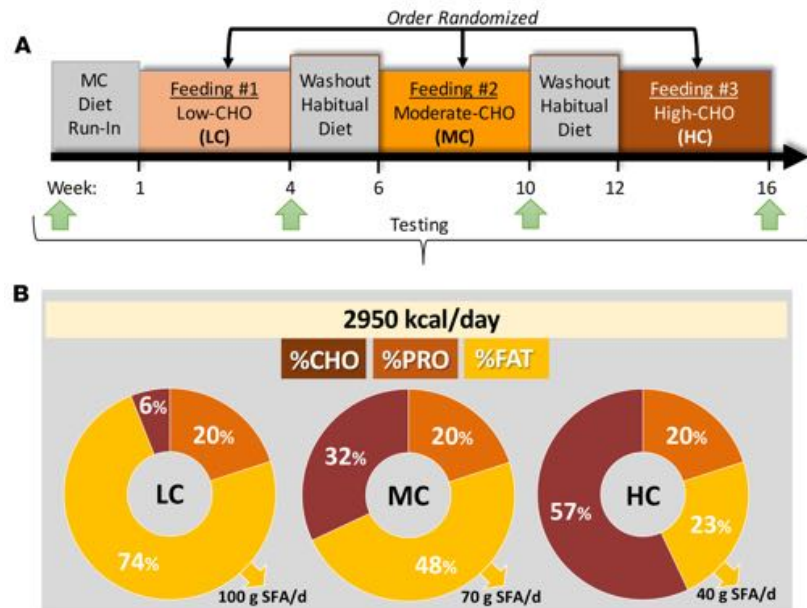 Order Randomized
A
MC
Diet
Run-In
Feeding #1
Low-CHO
(LC)
Washout
Habitual
Diet
Feeding #2
Moderate-CHO
(MC)
Washout
Habitual
Diet
Feeding #3
High-CHO
(HC)
Week: 1 4 6 10 12 16
Testing
B
2950 kcal/day
%CHO %PRO %FAT
6%
20%
LC
74%
100 g SFA/d
32%
20%
MC
48%
70 g SFA/d
20%
57%
HC
23%
40 g SFA/d